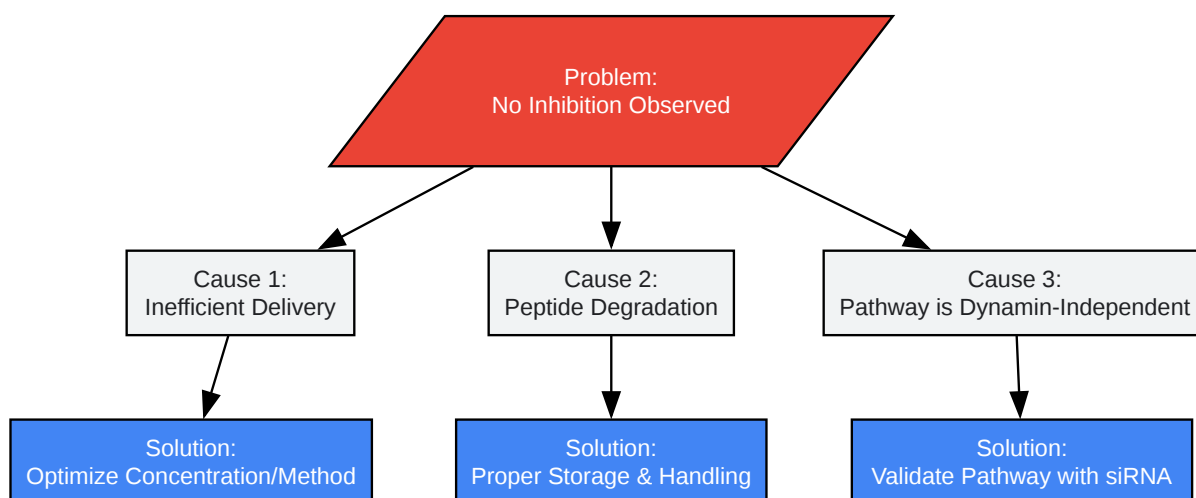 Problem:
No Inhibition Observed
Cause 1:
Inefficient Delivery
Cause 2:
Peptide Degradation
Cause 3:
Pathway is Dynamin-Independent
Solution:
Optimize Concentration/Method
Solution:
Proper Storage & Handling
Solution:
Validate Pathway with siRNA